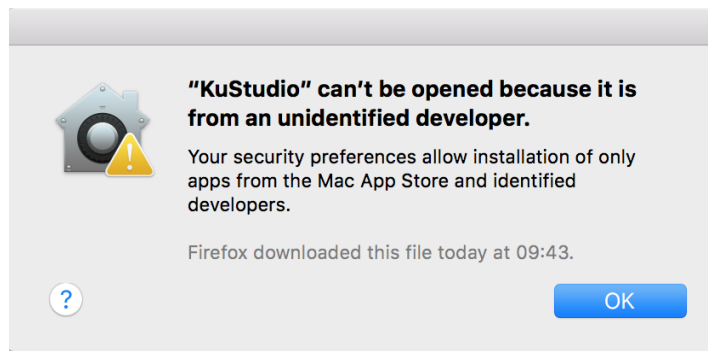 “KuStudio” can’t be opened because it is
from an unidentified developer.
Your security preferences allow installation of only
apps from the Mac App Store and identified
developers.
Firefox downloaded this file today at 09:43.
?
OK